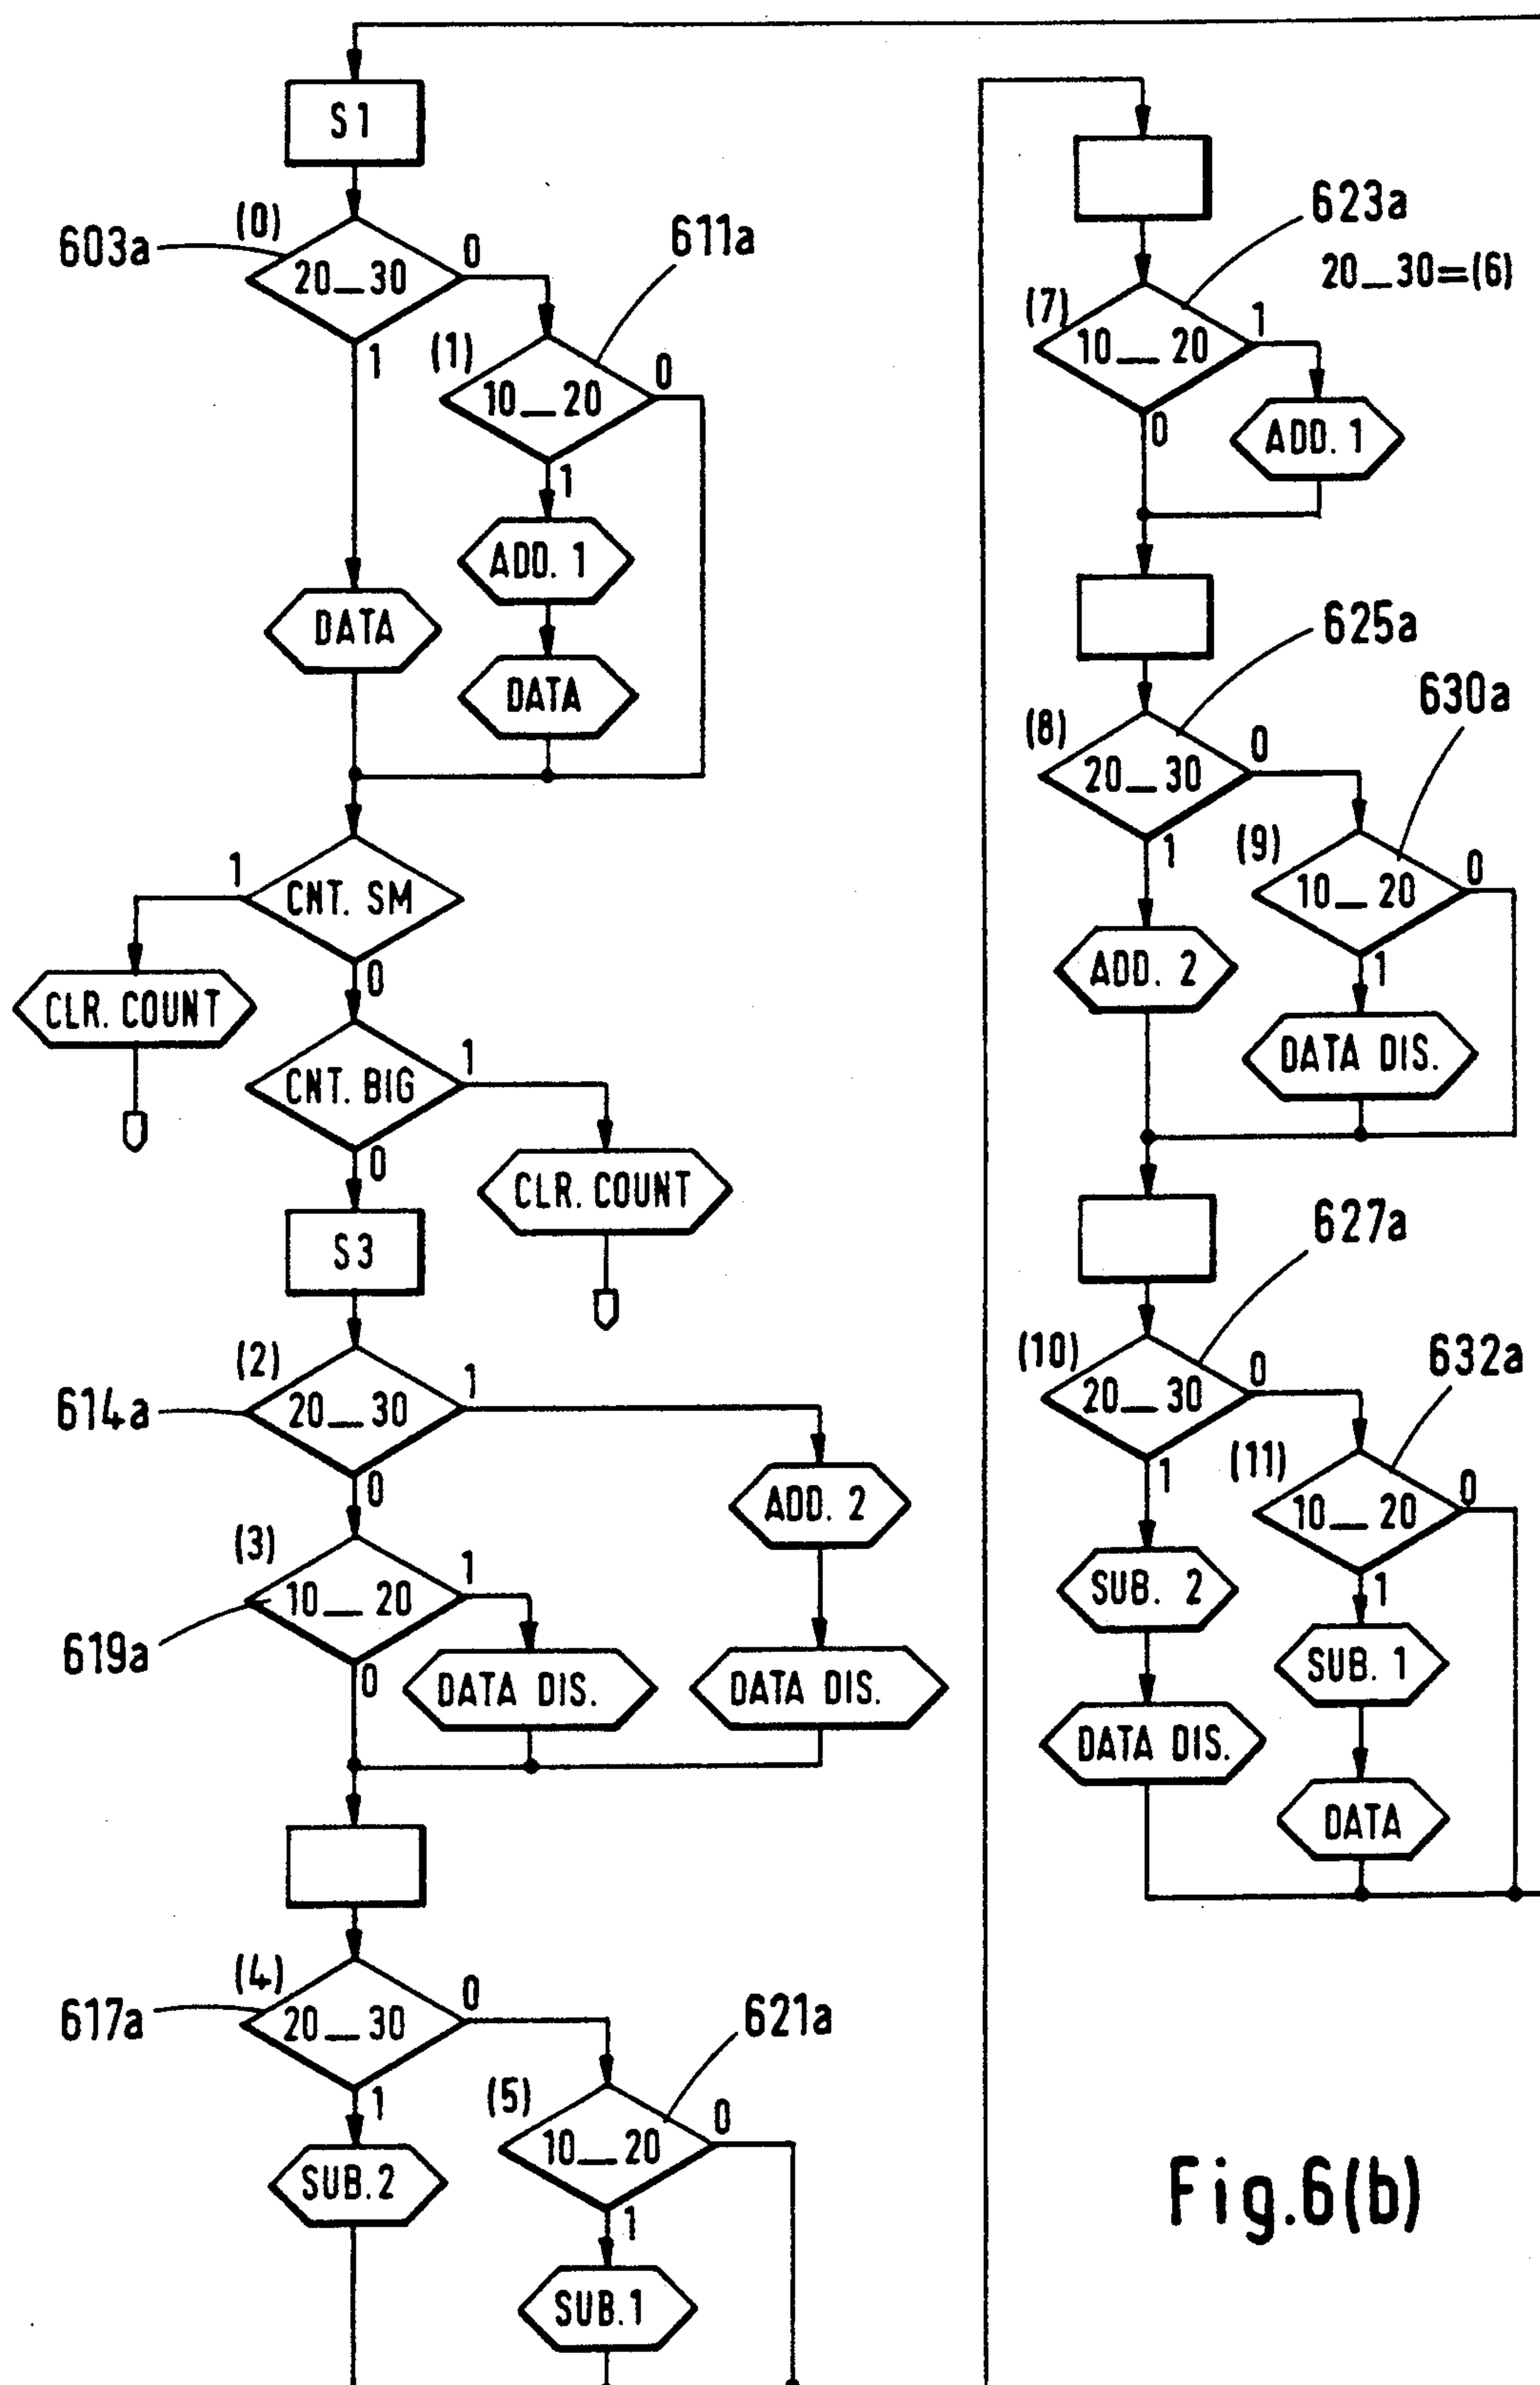 S1
(0)
603a
20_30
0
1
611a
(1)
10_20
0
1
ADD. 1
DATA
DATA
CNT. SM
1
0
CLR. COUNT
CNT. BIG
1
0
CLR. COUNT
S3
(2)
614a
20_30
1
0
ADD. 2
(3)
619a
10_20
1
0
DATA DIS.
DATA DIS.
(4)
617a
20_30
0
1
621a
(5)
10_20
0
1
SUB.2
SUB.1
623a
20_30=(6)
(7)
10_20
1
0
ADD. 1
625a
(8)
20_30
0
1
630a
(9)
10_20
0
1
ADD. 2
DATA DIS.
627a
(10)
20_30
0
1
632a
(11)
10_20
0
1
SUB. 2
SUB. 1
DATA DIS.
DATA
Fig.6(b)